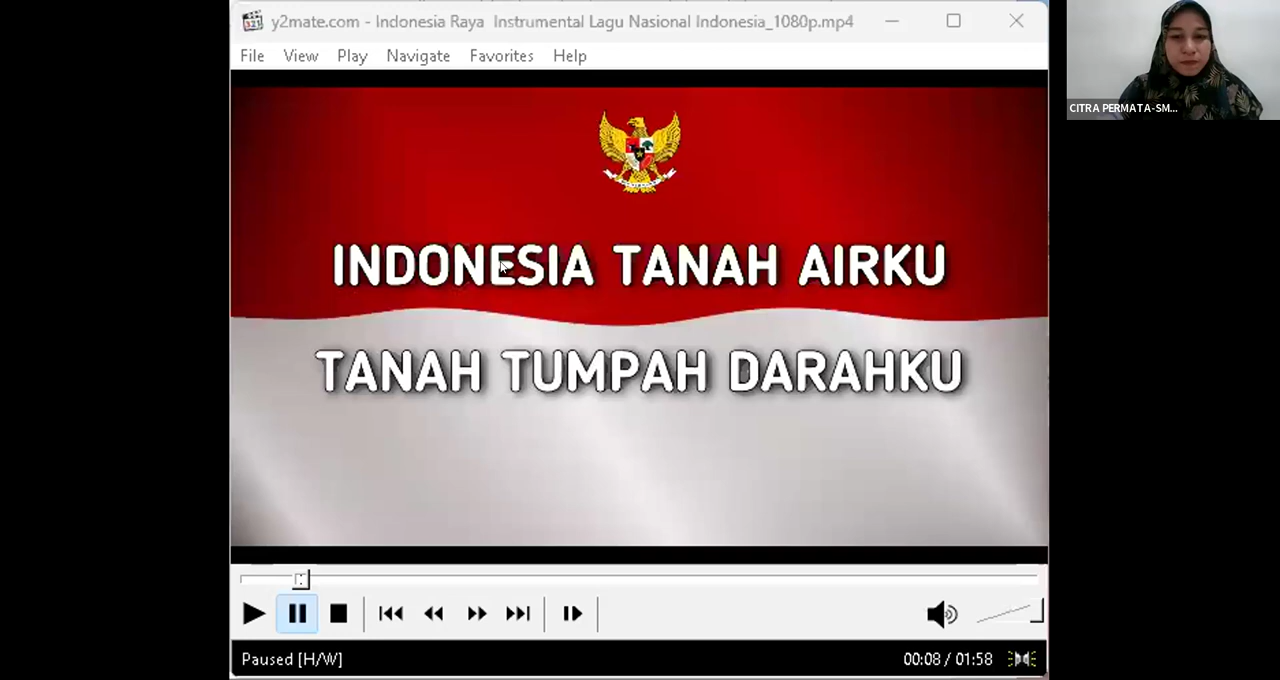 y2mate.com - Indonesia Raya  Instrumental Lagu Nasional Indonesia_1080p.mp4
File View Play Navigate Favorites Help
CITRA PERMATA-SM...
INDONESIA TANAH AIRKU
TANAH TUMPAH DARAHKU
Paused [H/W]
00:08 / 01:58